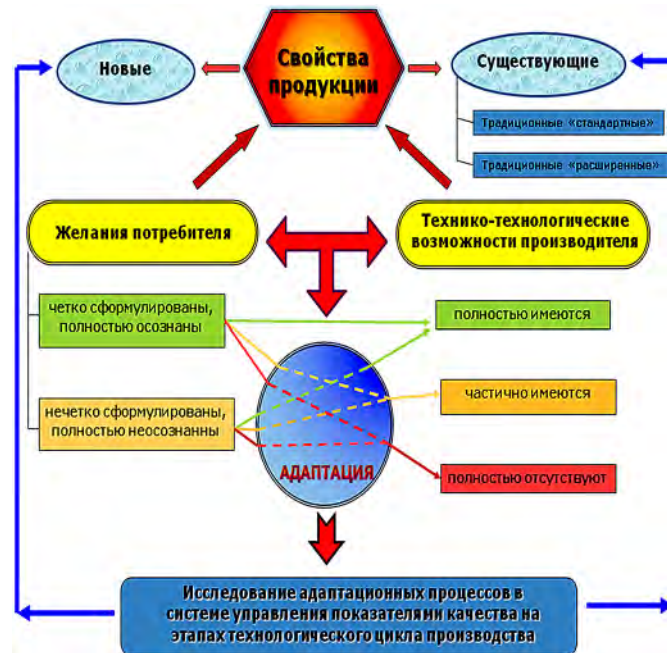 Свойства
продукции
Новые
Существующие
Традиционные «стандартные»
Традиционные «расширенные»
Желания потребителя
Технико-технологические
возможности производителя
четко сформулированы,
полностью осознаны
полностью имеются
частично имеются
нечетко сформулированы,
полностью неосознанны
АДАПТАЦИЯ
полностью отсутствуют
Исследование адаптационных процессов в
системе управления показателями качества на
этапах технологического цикла производства